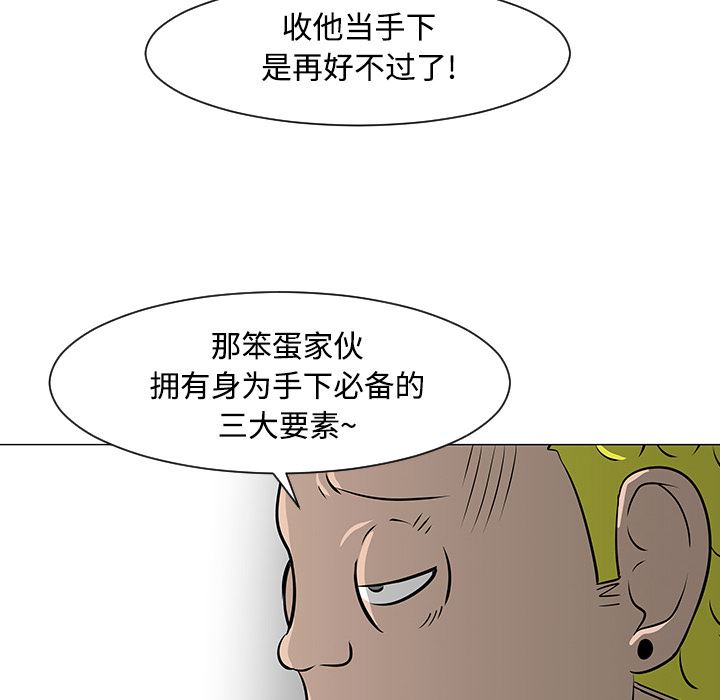 收他当手下
是再好不过了!
那笨蛋家伙
拥有身为手下必备的
三大要素~